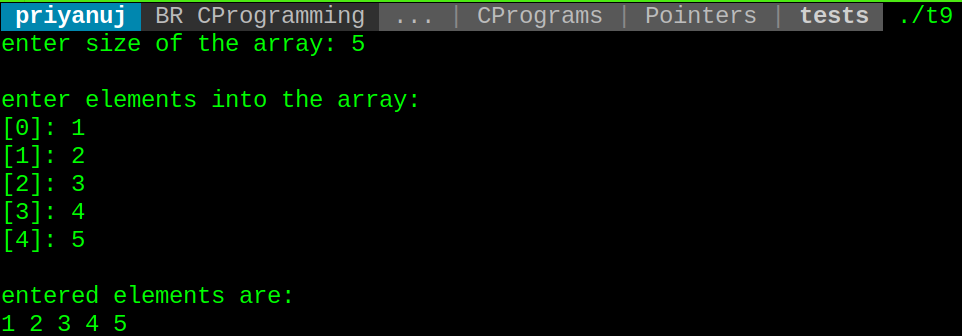 priyanuj BR CProgramming ... | CPrograms | Pointers | tests ./t9
enter size of the array: 5
enter elements into the array:
[0]: 1
[1]: 2
[2]: 3
[3]: 4
[4]: 5
entered elements are:
1 2 3 4 5